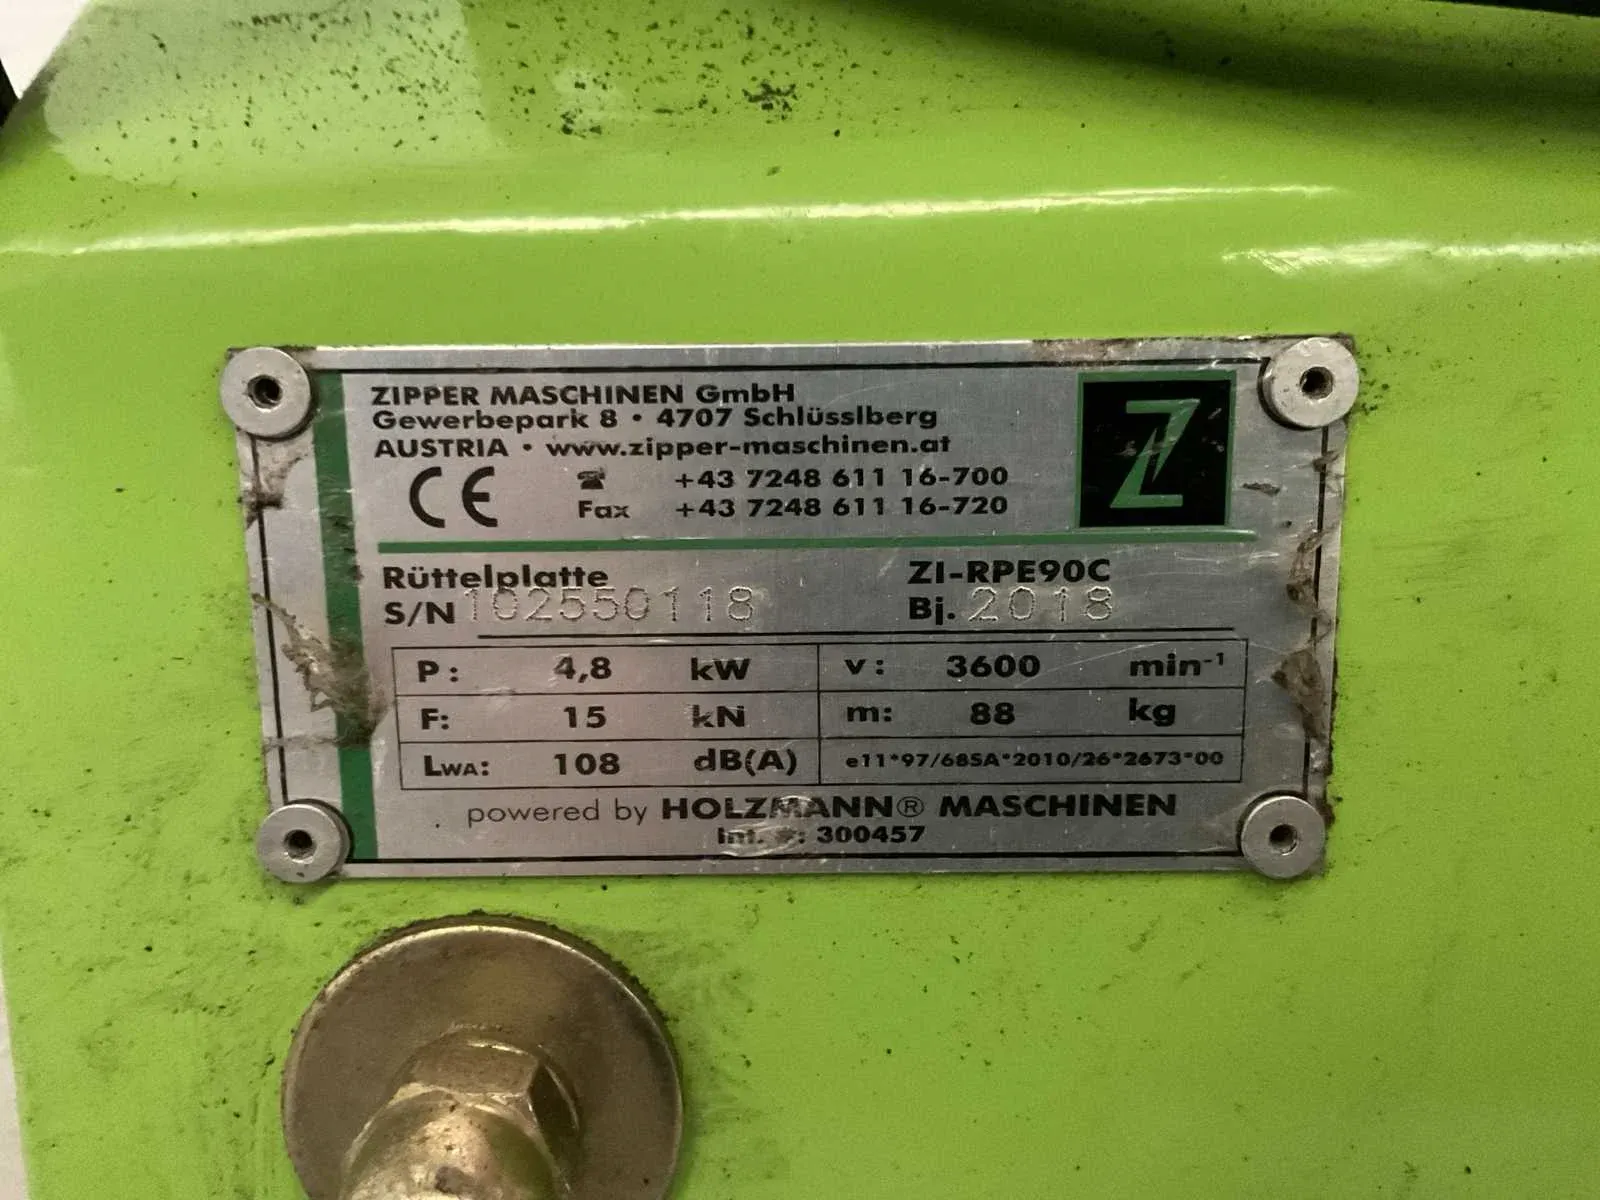 ZIPPER MASCHINEN GmbH
Gewerbepark 8 • 4707 Schlüsslberg
AUSTRIA • www.zipper-maschinen.at
CE ☎ +43 7248 611 16-700
Fax +43 7248 611 16-720
Z
Rüttelplatte ZI-RPE90C
S/N 102550118 Bj. 2018
P: 4,8 kW v: 3600 min⁻¹
F: 15 kN m: 88 kg
LWA: 108 dB(A) e11*97/68SA*2010/26*2673*00
powered by HOLZMANN® MASCHINEN
Int. #: 300457